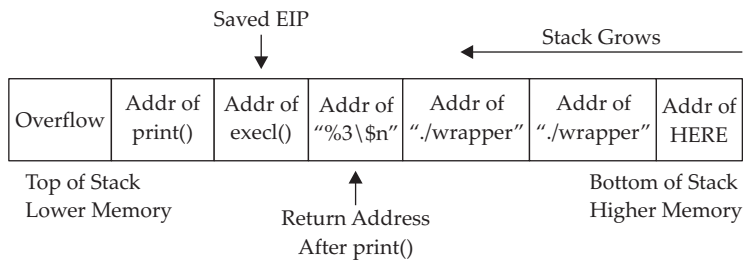 Saved EIP
Stack Grows
Overflow
Addr of
print()
Addr of
execl()
Addr of
“%3\$n”
Addr of
“./wrapper”
Addr of
“./wrapper”
Addr of
HERE
Top of Stack
Lower Memory
Bottom of Stack
Higher Memory
Return Address
After print()